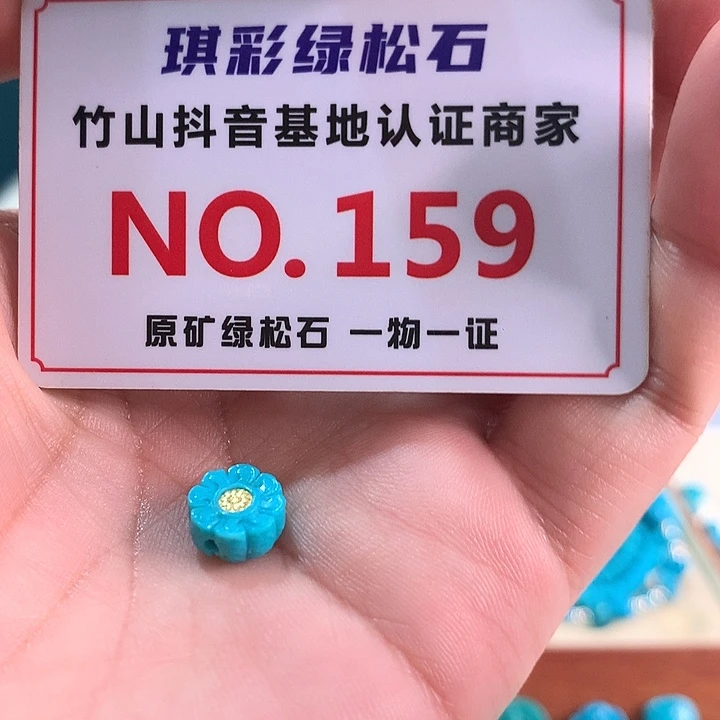 琪彩绿松石
竹山抖音基地认证商家
NO.159
原矿绿松石 一物一证